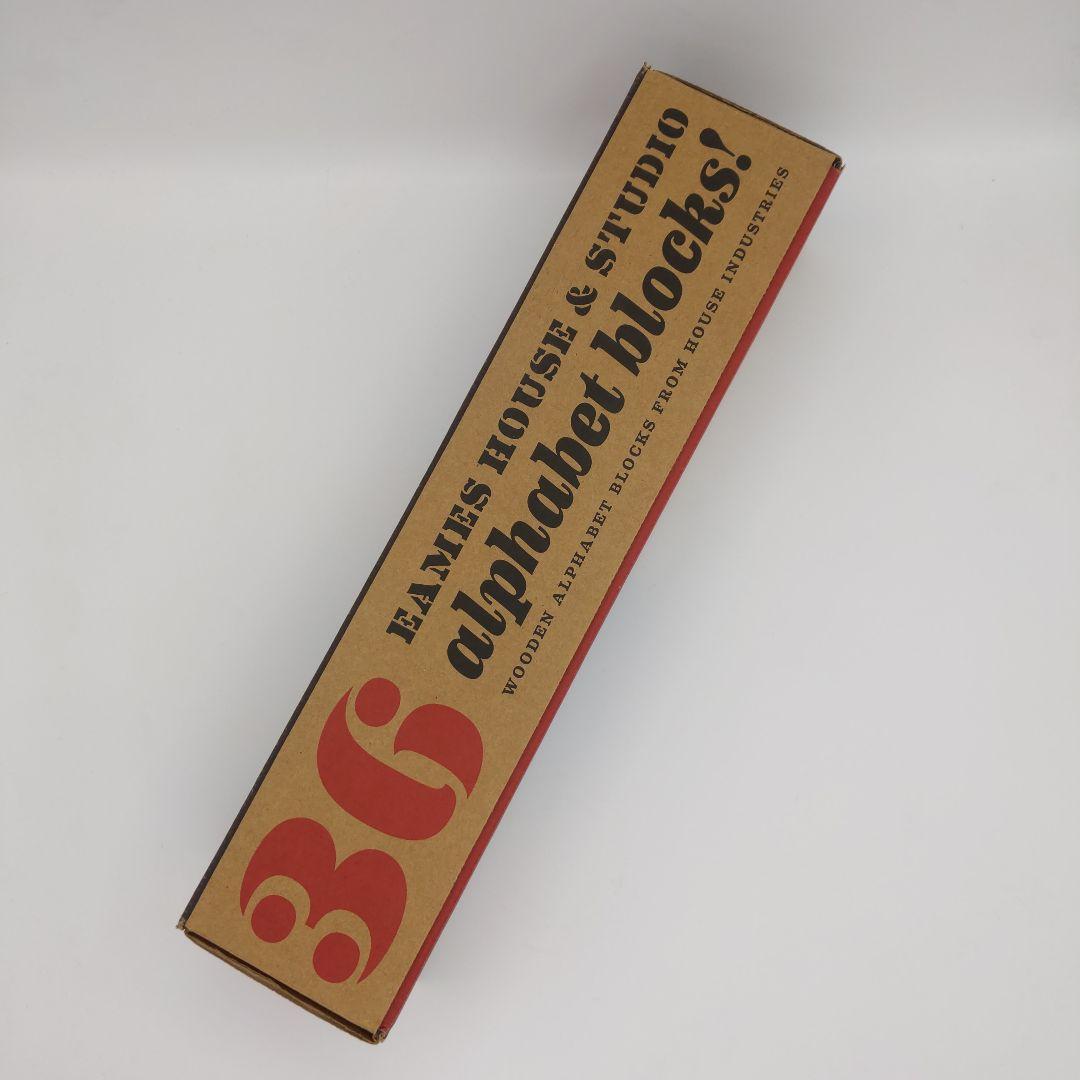 36
EAMES HOUSE & STUDIO
alphabet blocks!
WOODEN ALPHABET BLOCKS FROM HOUSE INDUSTRIES